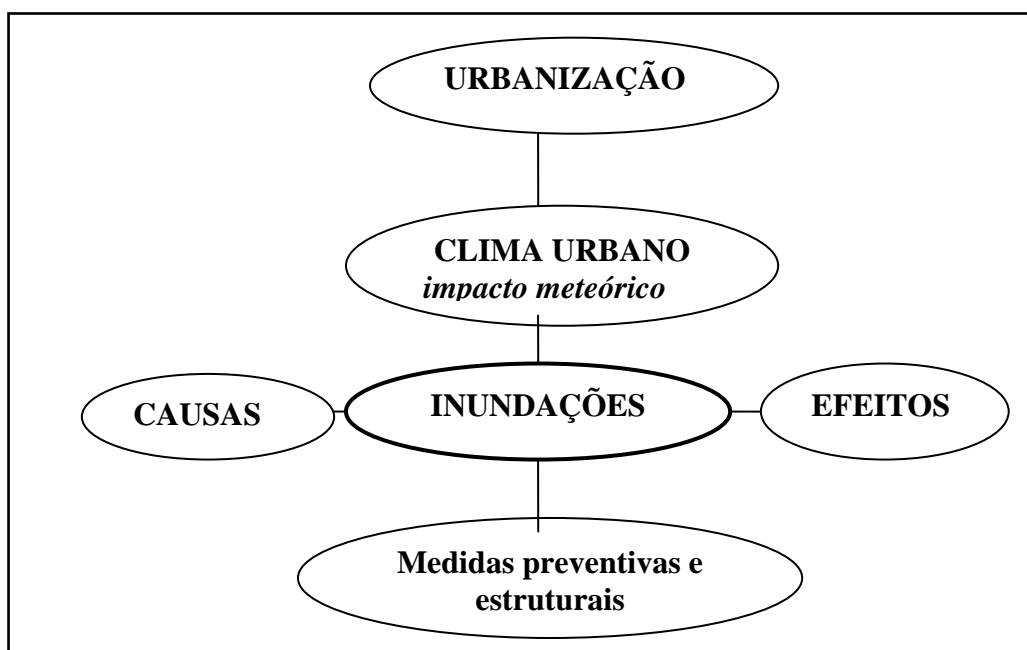 URBANIZAÇÃO
CLIMA URBANO
impacto meteórico
CAUSAS
INUNDAÇÕES
EFEITOS
Medidas preventivas e
estruturais